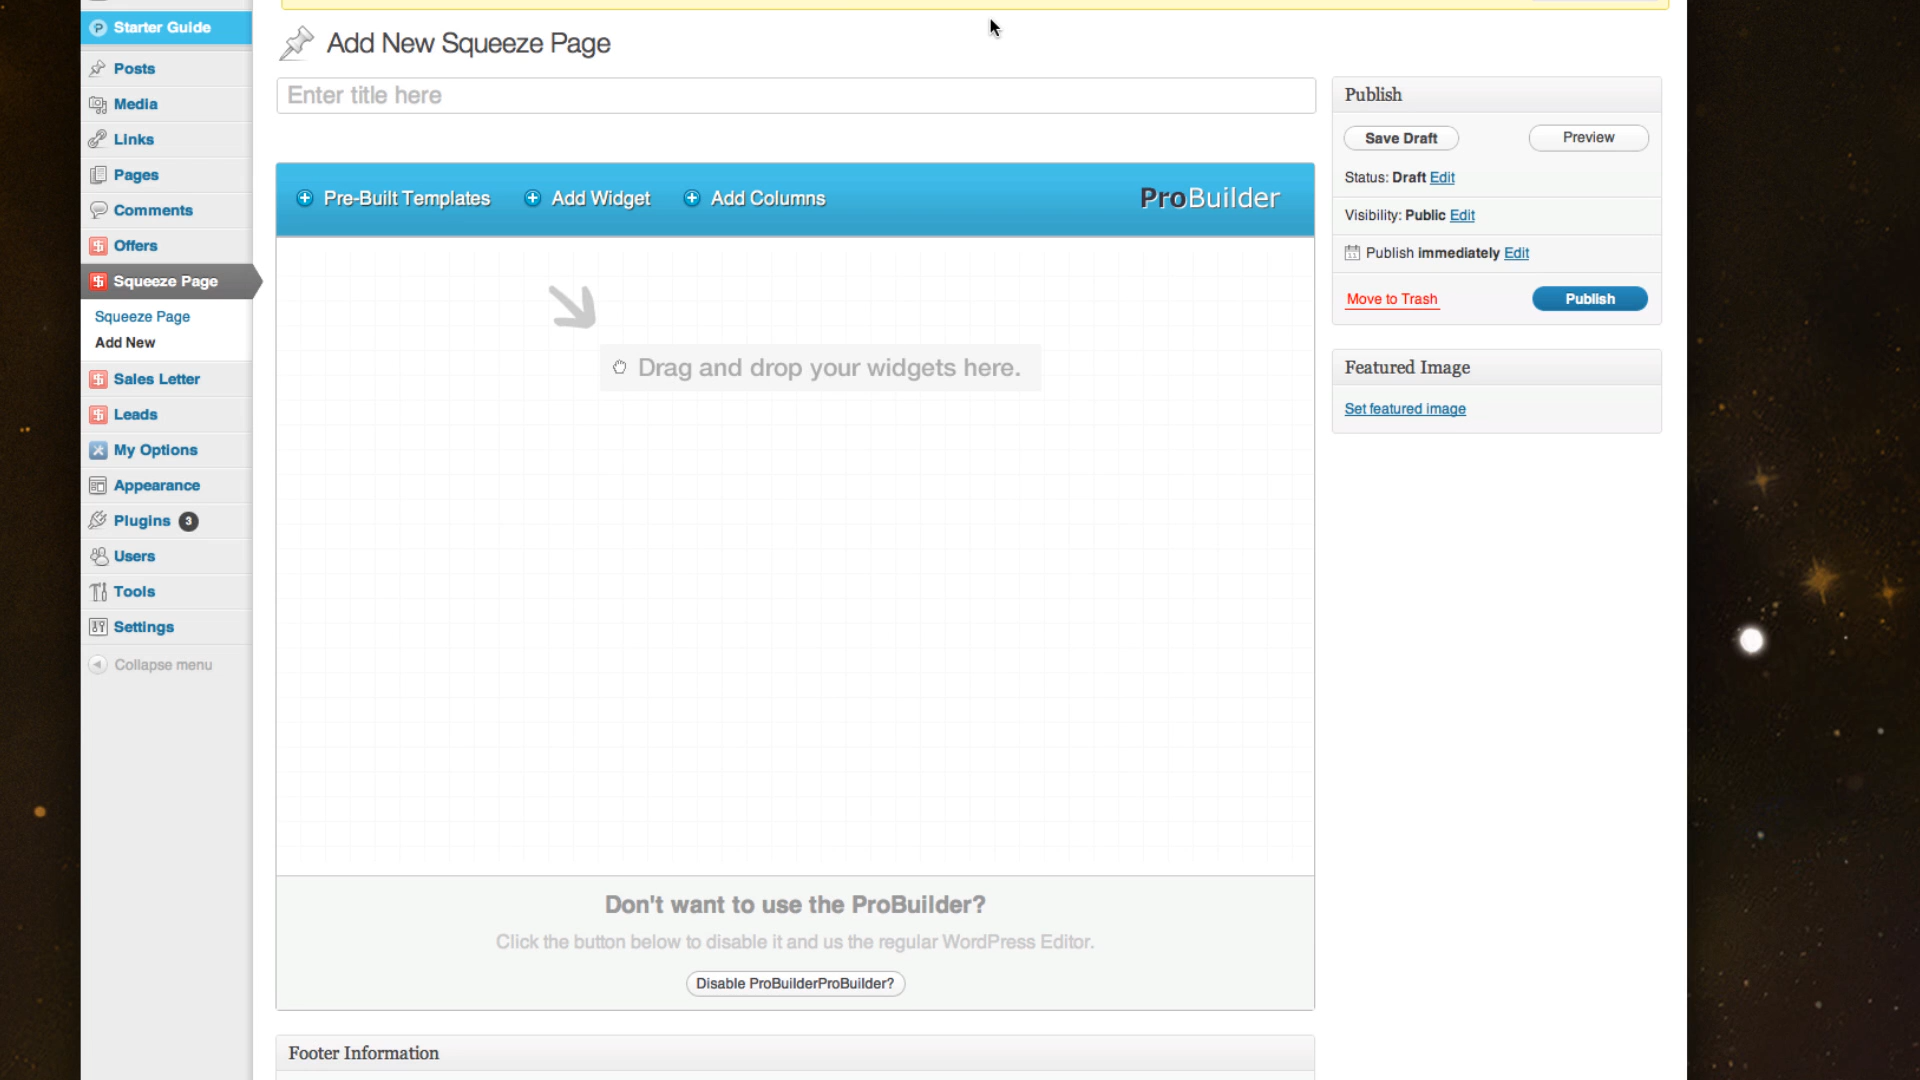 Starter Guide
Posts
Media
Links
Pages
Comments
Offers
Squeeze Page
Squeeze Page
Add New
Sales Letter
Leads
My Options
Appearance
Plugins 3
Users
Tools
Settings
Collapse menu
Add New Squeeze Page
Enter title here
Pre-Built Templates Add Widget Add Columns ProBuilder
Drag and drop your widgets here.
Don't want to use the ProBuilder?
Click the button below to disable it and us the regular WordPress Editor.
Disable ProBuilderProBuilder?
Footer Information
Publish
Save Draft Preview
Status: Draft Edit
Visibility: Public Edit
Publish immediately Edit
Move to Trash Publish
Featured Image
Set featured image